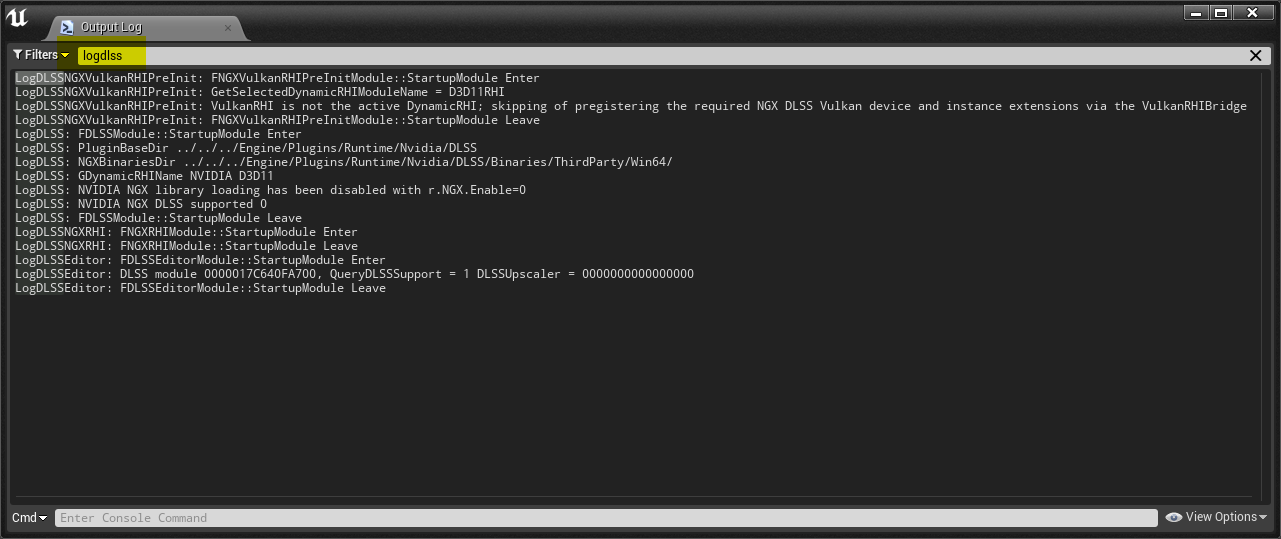 Output Log
Filters
logdlss
LogDLSSNGXVulkanRHIPreInit: FNGXVulkanRHIPreInitModule::StartupModule Enter
LogDLSSNGXVulkanRHIPreInit: GetSelectedDynamicRHIModuleName = D3D11RHI
LogDLSSNGXVulkanRHIPreInit: VulkanRHI is not the active DynamicRHI; skipping of pregistering the required NGX DLSS Vulkan device and instance extensions via the VulkanRHIBridge
LogDLSSNGXVulkanRHIPreInit: FNGXVulkanRHIPreInitModule::StartupModule Leave
LogDLSS: FDLSSModule::StartupModule Enter
LogDLSS: PluginBaseDir ../../../Engine/Plugins/Runtime/Nvidia/DLSS
LogDLSS: NGXBinariesDir ../../../Engine/Plugins/Runtime/Nvidia/DLSS/Binaries/ThirdParty/Win64/
LogDLSS: GDynamicRHIName NVIDIA D3D11
LogDLSS: NVIDIA NGX library loading has been disabled with r.NGX.Enable=0
LogDLSS: NVIDIA NGX DLSS supported 0
LogDLSS: FDLSSModule::StartupModule Leave
LogDLSSNGXRHI: FNGXRHIModule::StartupModule Enter
LogDLSSNGXRHI: FNGXRHIModule::StartupModule Leave
LogDLSSEditor: FDLSSEditorModule::StartupModule Enter
LogDLSSEditor: DLSS module 0000017C640FA700, QueryDLSSSupport = 1 DLSSUpscaler = 0000000000000000
LogDLSSEditor: FDLSSEditorModule::StartupModule Leave
Cmd
Enter Console Command
View Options